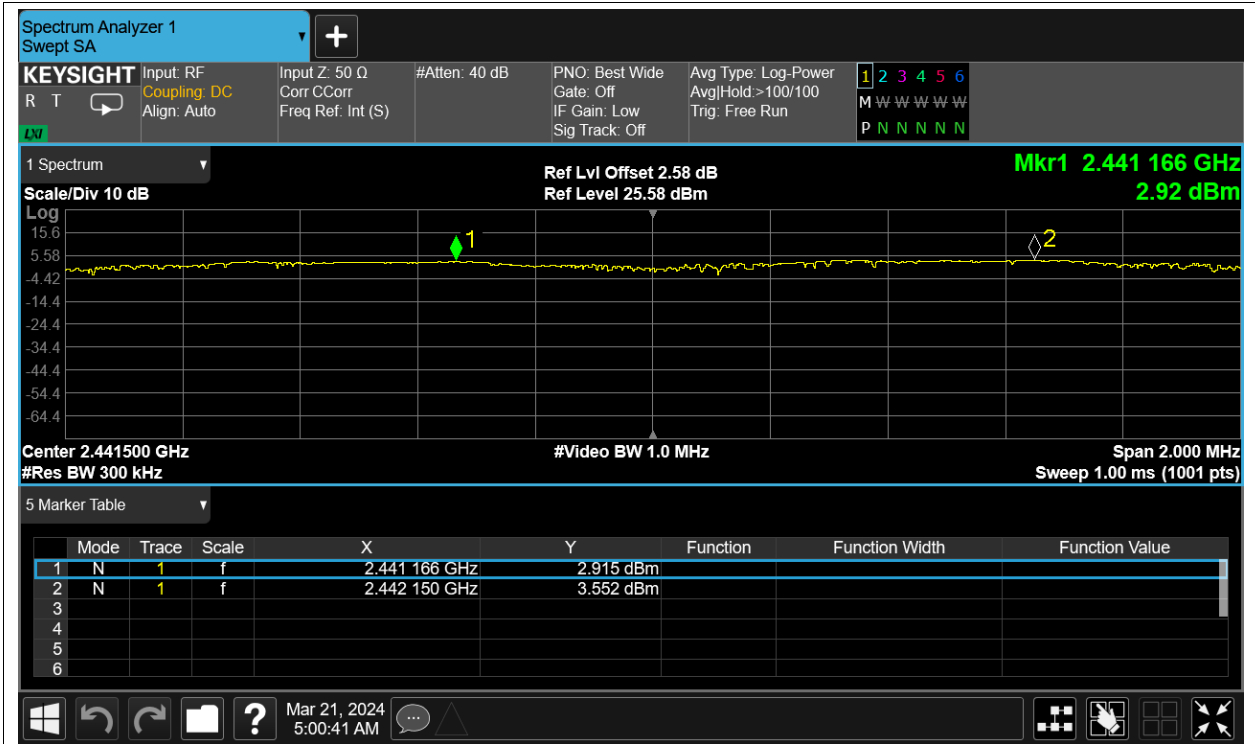 Spectrum Analyzer 1
Swept SA
KEYSIGHT Input: RF Input Z: 50 Ω #Atten: 40 dB PNO: Best Wide Avg Type: Log-Power 1 2 3 4 5 6
R T Coupling: DC Corr CCorr Gate: Off Avg|Hold:>100/100 M W W W W W W
Align: Auto Freq Ref: Int (S) IF Gain: Low Trig: Free Run
LXI Sig Track: Off P N N N N N N
1 Spectrum Ref Lvl Offset 2.58 dB Mkr1 2.441 166 GHz
Scale/Div 10 dB Ref Level 25.58 dBm 2.92 dBm
Log
15.6
1 2
5.58
-4.42
-14.4
-24.4
-34.4
-44.4
-54.4
-64.4
Center 2.441500 GHz #Video BW 1.0 MHz Span 2.000 MHz
#Res BW 300 kHz Sweep 1.00 ms (1001 pts)
5 Marker Table
Mode Trace Scale X Y Function Function Width Function Value
1 N 1 f 2.441 166 GHz 2.915 dBm
2 N 1 f 2.442 150 GHz 3.552 dBm
3
4
5
6
? Mar 21, 2024
5:00:41 AM